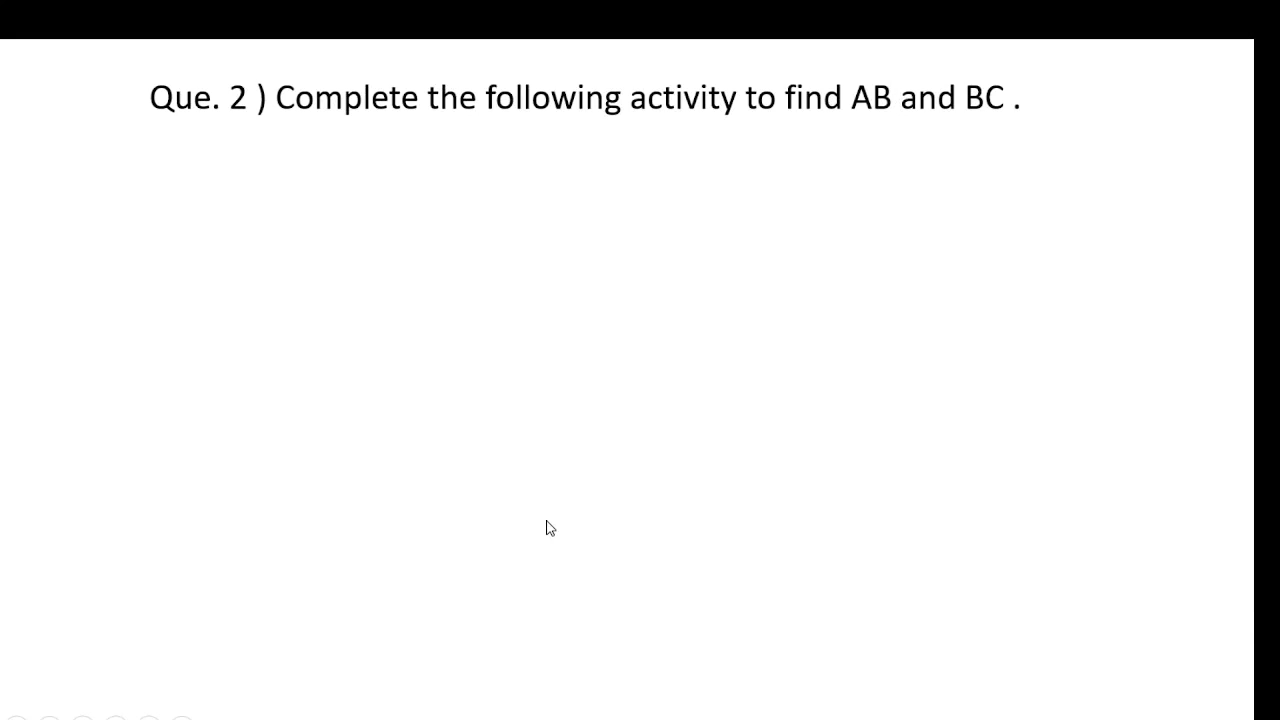 Que. 2 ) Complete the following activity to find AB and BC .